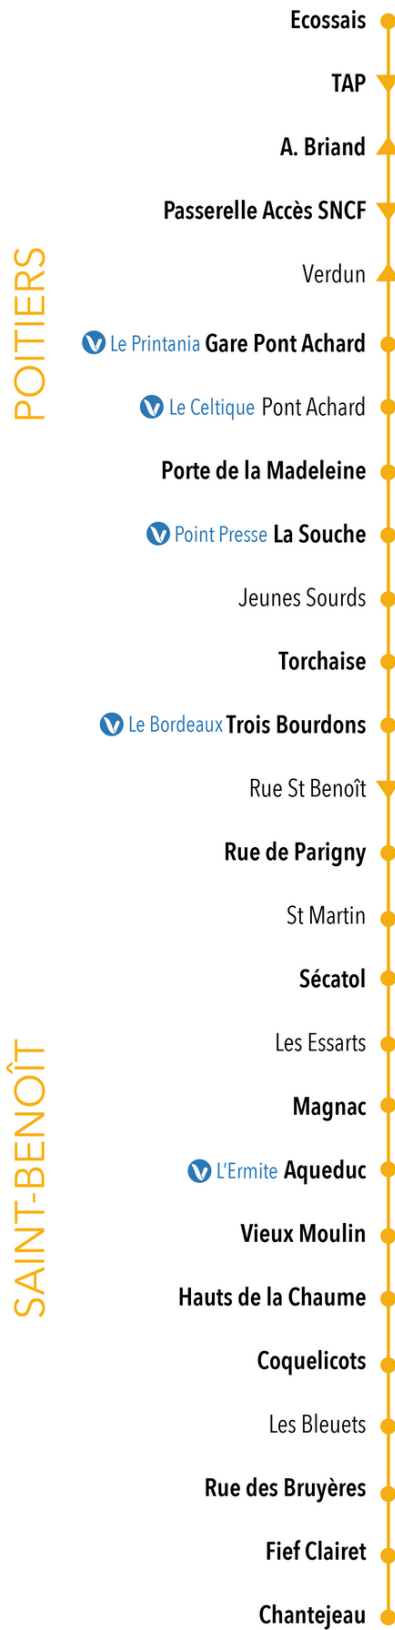 Ecossais
TAP
A. Briand
Passerelle Accès SNCF
POITIERS
Verdun
Le Printania Gare Pont Achard
Le Celtique Pont Achard
Porte de la Madeleine
Point Presse La Souche
Jeunes Sourds
Torchaise
Le Bordeaux Trois Bourdons
Rue St Benoît
Rue de Parigny
St Martin
Sécatol
Les Essarts
SAINT-BENOÎT
Magnac
L'Ermite Aqueduc
Vieux Moulin
Hauts de la Chaume
Coquelicots
Les Bleuets
Rue des Bruyères
Fief Clairet
Chantejeau